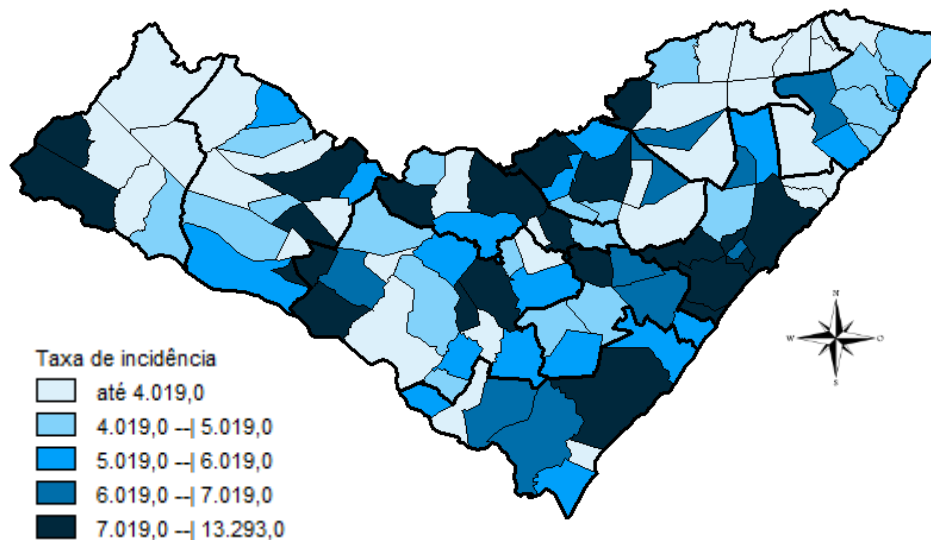 N
W
O
S
Taxa de incidência
até 4.019,0
4.019,0 --| 5.019,0
5.019,0 --| 6.019,0
6.019,0 --| 7.019,0
7.019,0 --| 13.293,0